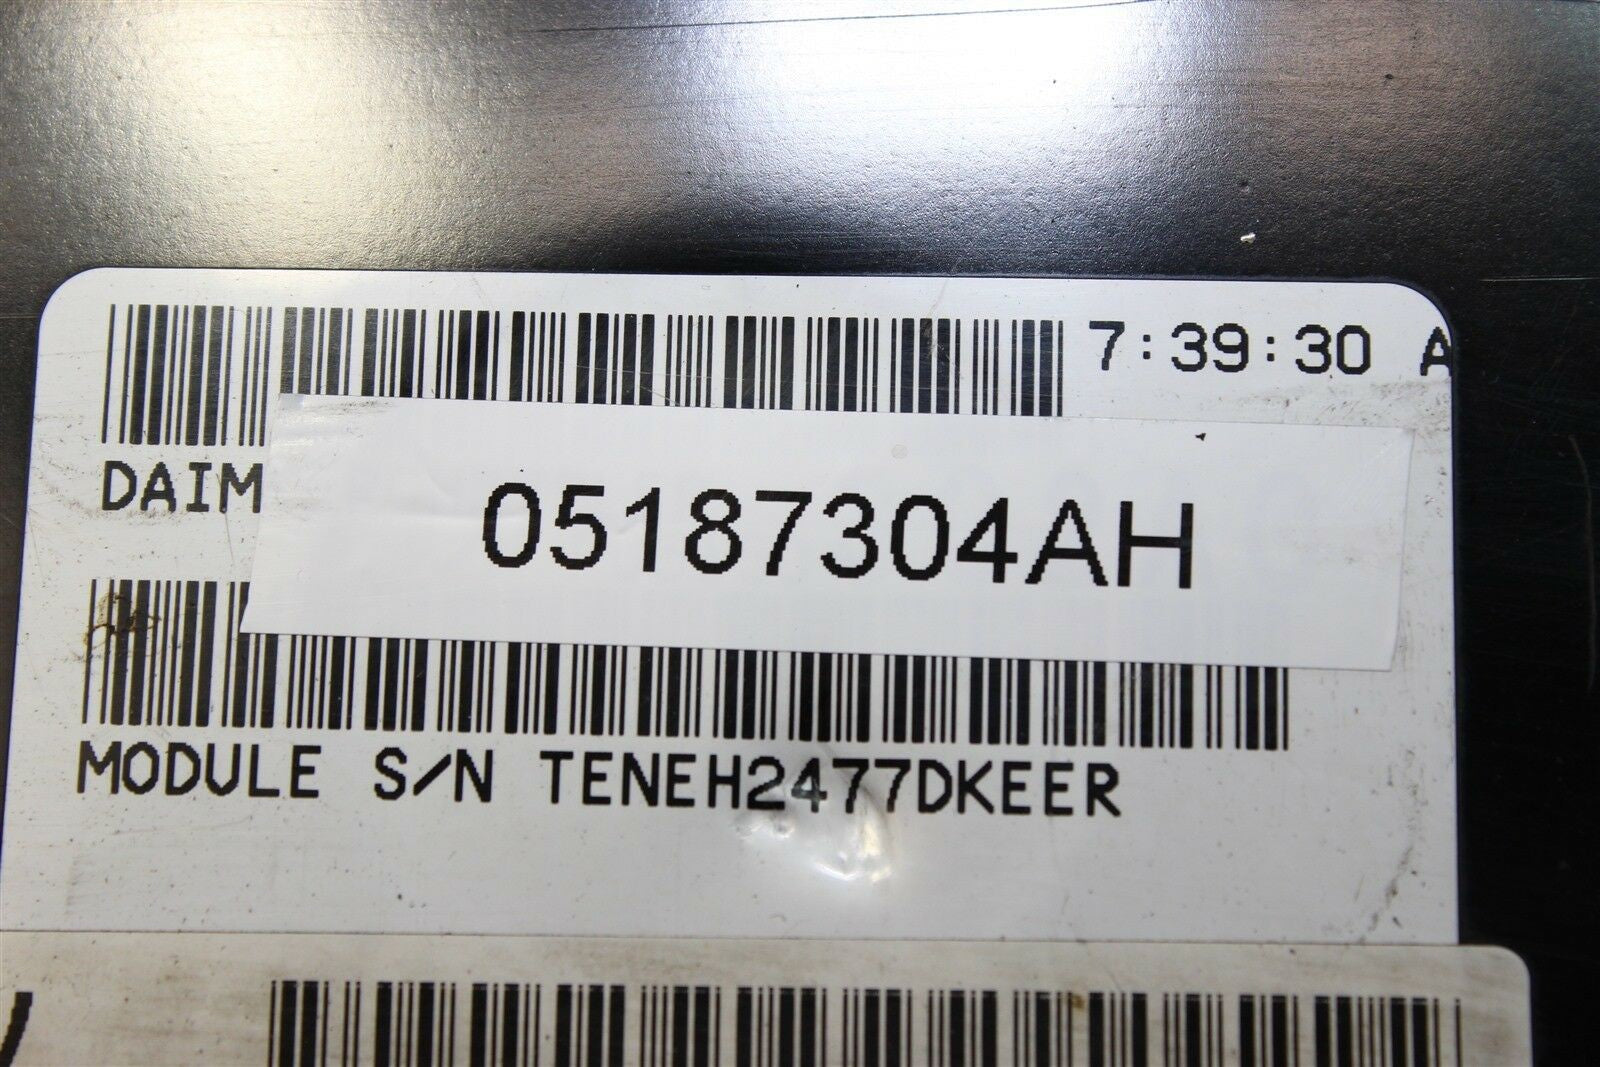 7:39:30 A
DAIM
05187304AH
MODULE S/N TENEH2477DKEER